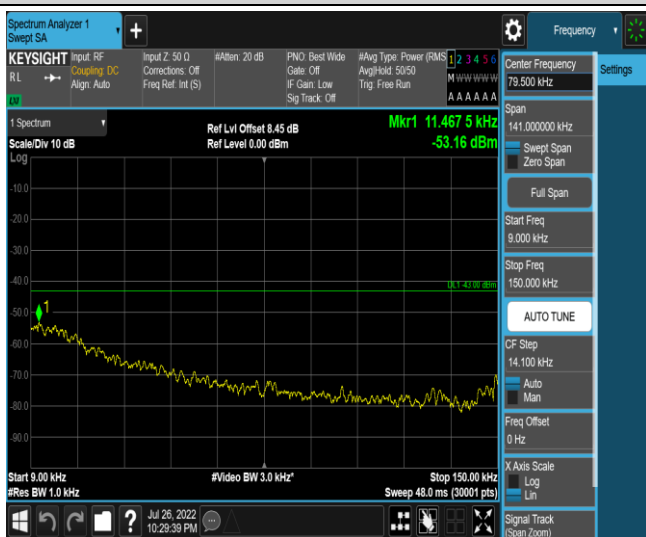 Spectrum Analyzer 1
Swept SA
+
Frequency
KEYSIGHT
RL
Input: RF
Coupling: DC
Align: Auto
Input Z: 50 Ω
Corrections: Off
Freq Ref: Int (S)
#Atten: 20 dB
PNO: Best Wide
Gate: Off
IF Gain: Low
Sig Track: Off
#Avg Type: Power (RMS
Avg|Hold: 50/50
Trig: Free Run
1 2 3 4 5 6
M W W W W W
A A A A A A
1 Spectrum
Scale/Div 10 dB
Log
Ref Lvl Offset 8.45 dB
Ref Level 0.00 dBm
Mkr1 11.467 5 kHz
-53.16 dBm
-10.0
-20.0
-30.0
-40.0
-50.0
-60.0
-70.0
-80.0
-90.0
DL1 -43.00 dBm
1
Start 9.00 kHz
#Res BW 1.0 kHz
#Video BW 3.0 kHz*
Stop 150.00 kHz
Sweep 48.0 ms (30001 pts)
?
Jul 26, 2022
10:29:39 PM
Center Frequency
79.500 kHz
Settings
Span
141.000000 kHz
Swept Span
Zero Span
Full Span
Start Freq
9.000 kHz
Stop Freq
150.000 kHz
AUTO TUNE
CF Step
14.100 kHz
Auto
Man
Freq Offset
0 Hz
X Axis Scale
Log
Lin
Signal Track
(Span Zoom)